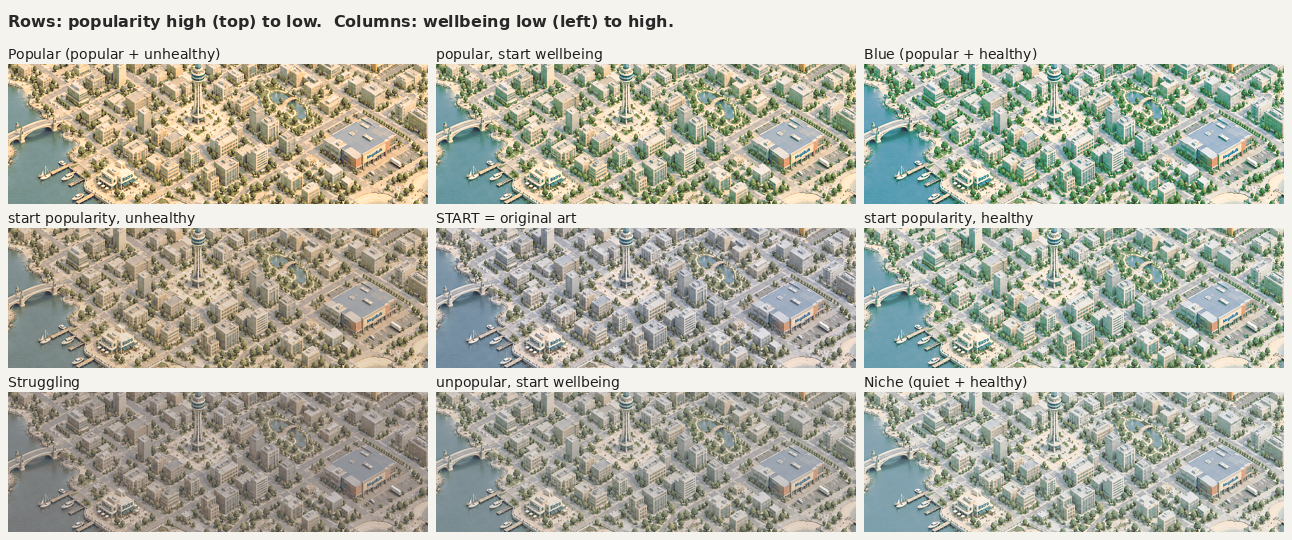 Rows: popularity high (top) to low.  Columns: wellbeing low (left) to high.
Popular (popular + unhealthy)
popular, start wellbeing
Blue (popular + healthy)
start popularity, unhealthy
START = original art
start popularity, healthy
Struggling
unpopular, start wellbeing
Niche (quiet + healthy)